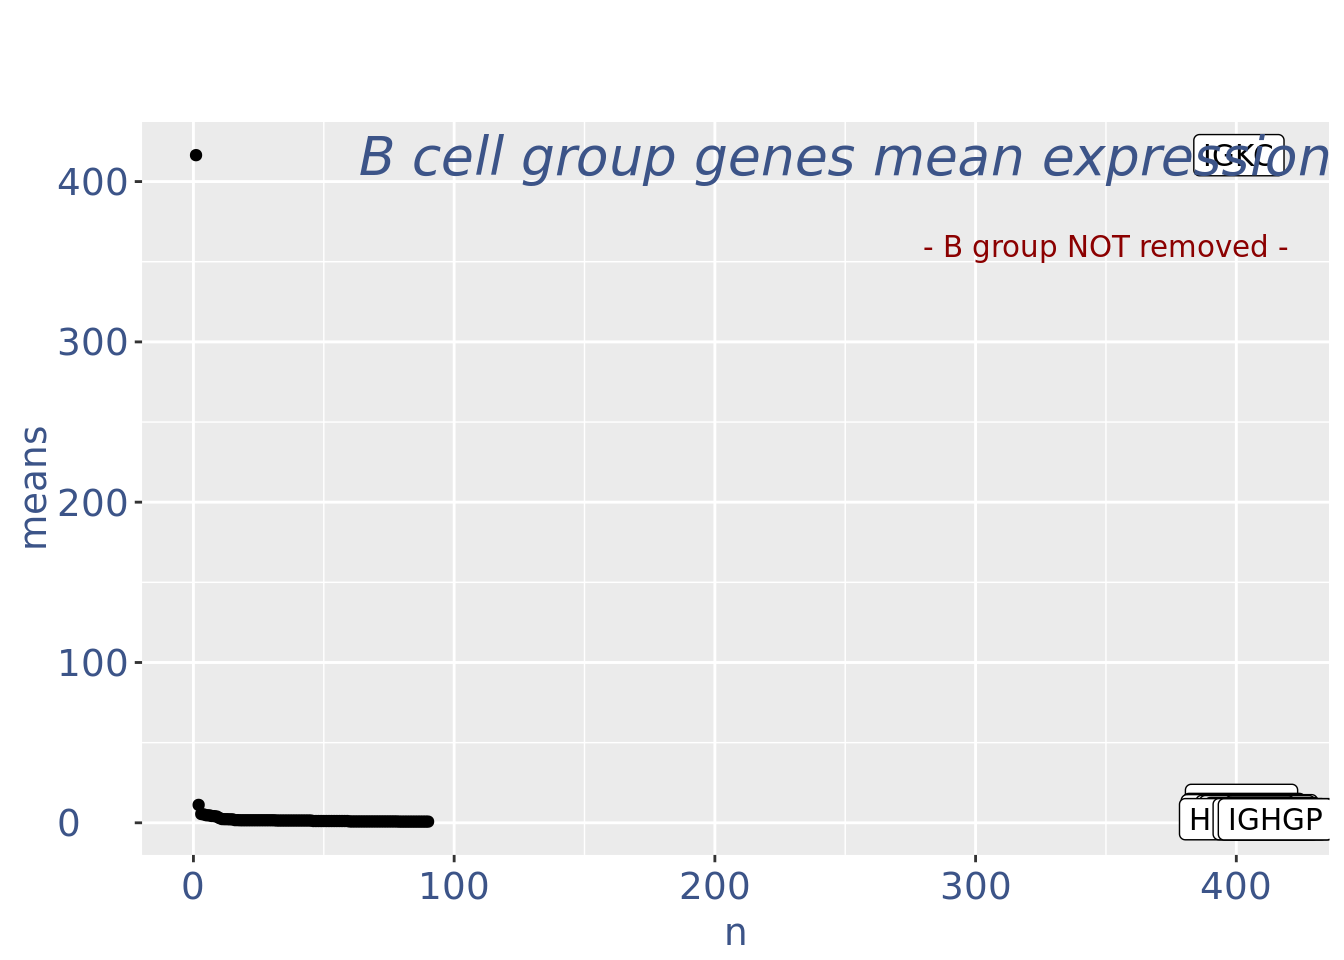 B cell group genes mean expression
IGKC
- B group NOT removed -
400
300
200
100
0
means
H
IGHGP
0 100 200 300 400
n